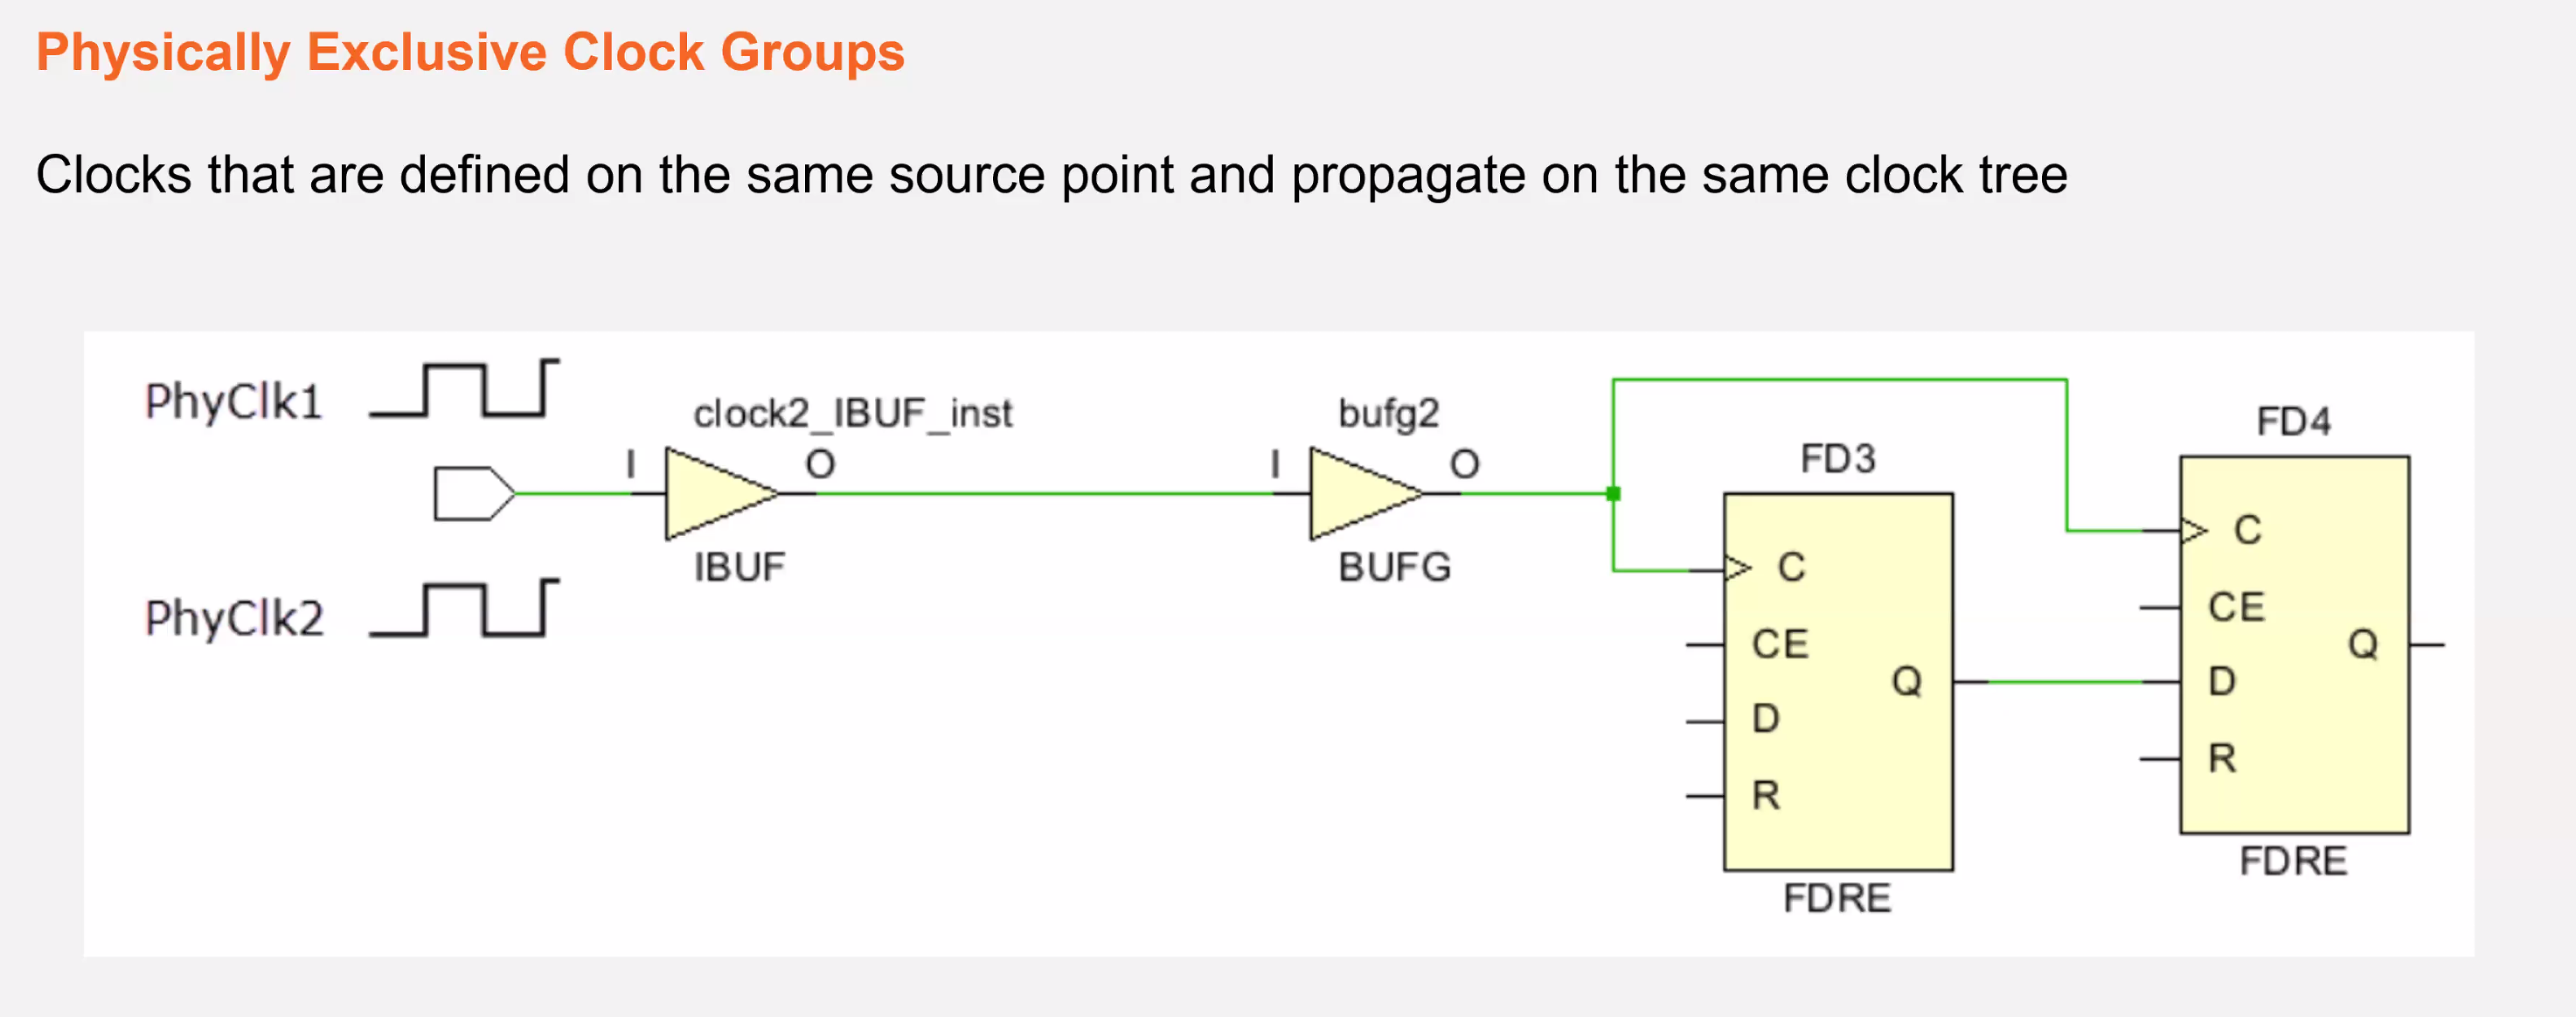 Physically Exclusive Clock Groups
Clocks that are defined on the same source point and propagate on the same clock tree
PhyClk1
clock2_IBUF_inst
bufg2
FD4
I
O
I
O
FD3
C
IBUF
BUFG
C
PhyClk2
CE
CE
Q
Q
D
D
R
R
FDRE
FDRE